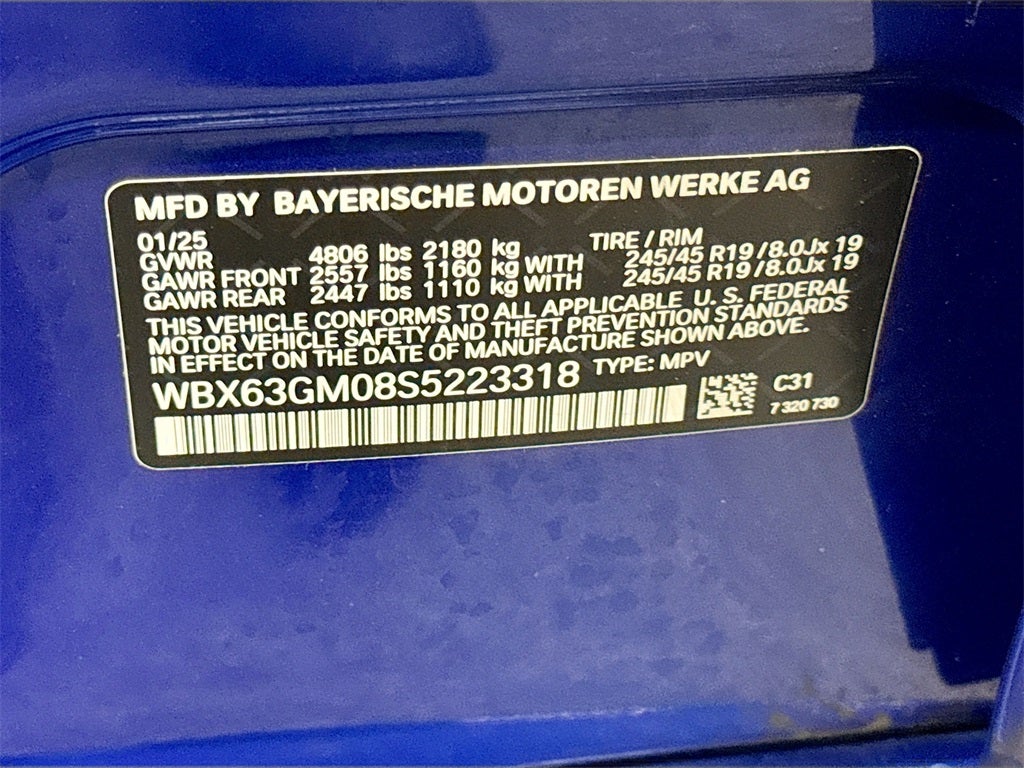 MFD BY BAYERISCHE MOTOREN WERKE AG
01/25 TIRE / RIM
GVWR 4806 lbs 2180 kg
GAWR FRONT 2557 lbs 1160 kg WITH 245/45 R19/8.0Jx 19
GAWR REAR 2447 lbs 1110 kg WITH 245/45 R19/8.0Jx 19
THIS VEHICLE CONFORMS TO ALL APPLICABLE U. S. FEDERAL
MOTOR VEHICLE SAFETY AND THEFT PREVENTION STANDARDS
IN EFFECT ON THE DATE OF MANUFACTURE SHOWN ABOVE.
WBX63GM08S5223318 TYPE: MPV
C31
7 320 730